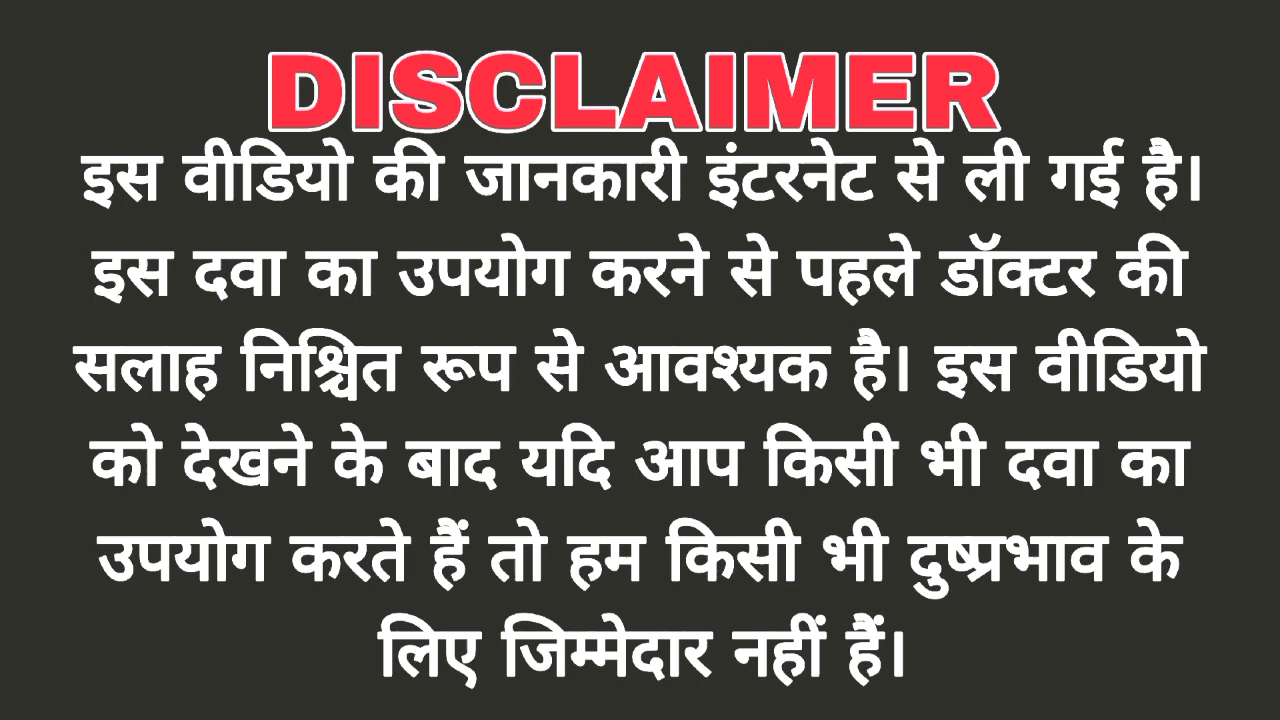 DISCLAIMER
इस वीडियो की जानकारी इंटरनेट से ली गई है।
इस दवा का उपयोग करने से पहले डॉक्टर की
सलाह निश्चित रूप से आवश्यक है। इस वीडियो
को देखने के बाद यदि आप किसी भी दवा का
उपयोग करते हैं तो हम किसी भी दुष्प्रभाव के
लिए जिम्मेदार नहीं हैं।